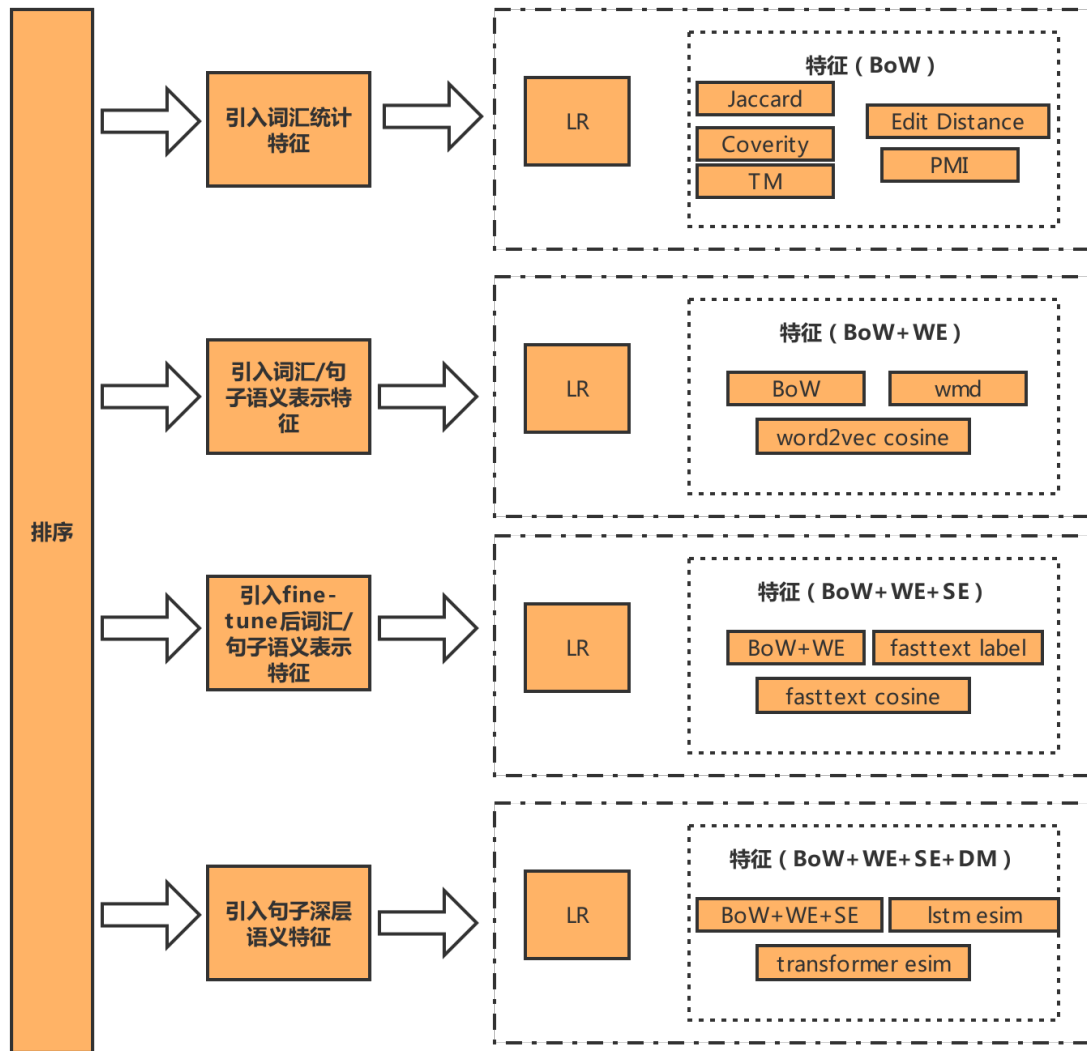 排序
引入词汇统计
特征
LR
特征（BoW）
Jaccard
Coverity
TM
Edit Distance
PMI
引入词汇/句
子语义表示特
征
LR
特征（BoW+WE）
BoW
wmd
word2vec cosine
引入fine-
tune后词汇/
句子语义表示
特征
LR
特征（BoW+WE+SE）
BoW+WE
fasttext label
fasttext cosine
引入句子深层
语义特征
LR
特征（BoW+WE+SE+DM）
BoW+WE+SE
lstm esim
transformer esim